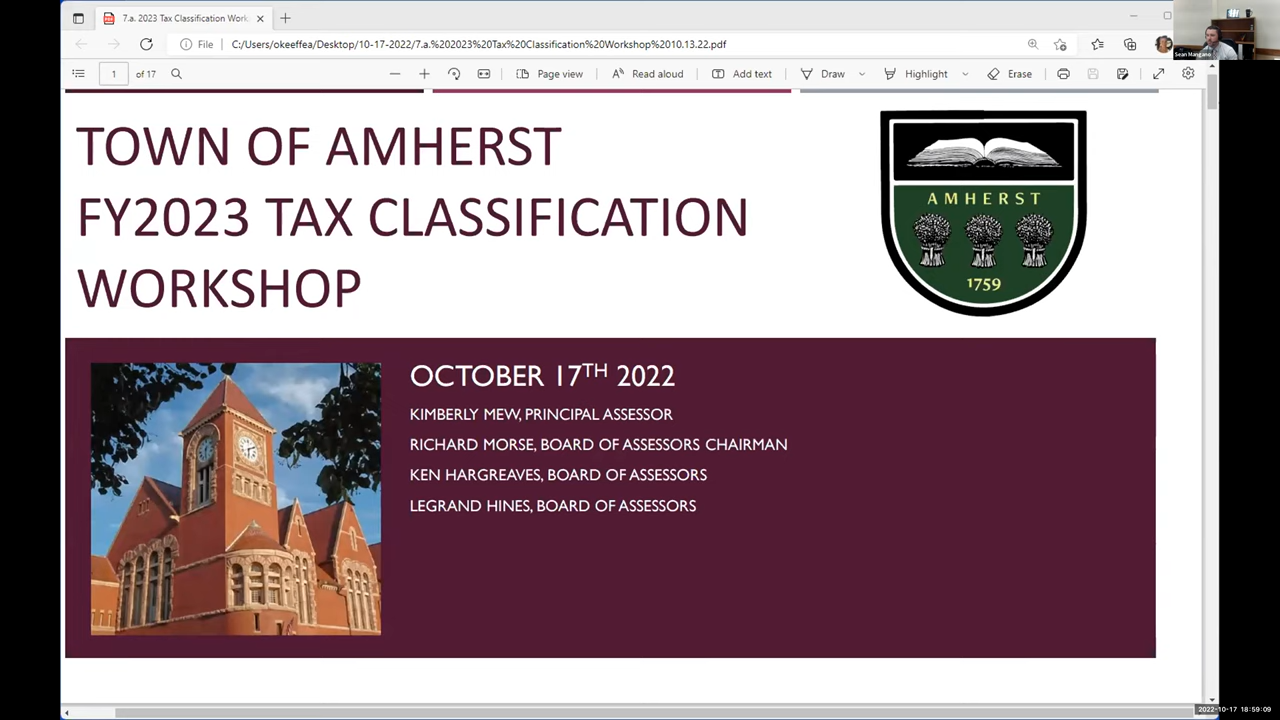 7.a. 2023 Tax Classification Work
File
C:/Users/okeeffea/Desktop/10-17-2022/7.a.%202023%20Tax%20Classification%20Workshop%2010.13.22.pdf
Sean Mangano
1 of 17
Page view
Read aloud
Add text
Draw
Highlight
Erase
TOWN OF AMHERST
FY2023 TAX CLASSIFICATION
WORKSHOP
AMHERST
1759
OCTOBER 17TH 2022
KIMBERLY MEW, PRINCIPAL ASSESSOR
RICHARD MORSE, BOARD OF ASSESSORS CHAIRMAN
KEN HARGREAVES, BOARD OF ASSESSORS
LEGRAND HINES, BOARD OF ASSESSORS
2022-10-17 18:59:09